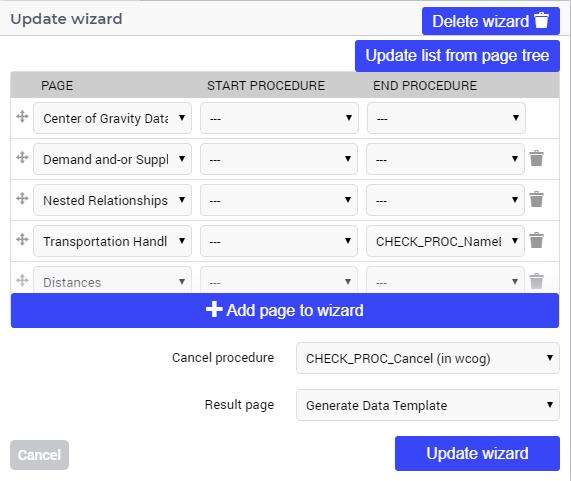 Update wizard
Delete wizard
Update list from page tree
PAGE START PROCEDURE END PROCEDURE
Center of Gravity Data --- ---
Demand and-or Suppl --- ---
Nested Relationships --- ---
Transportation Handl --- CHECK_PROC_NameE
Distances --- ---
Add page to wizard
Cancel procedure CHECK_PROC_Cancel (in wcog)
Result page Generate Data Template
Cancel Update wizard